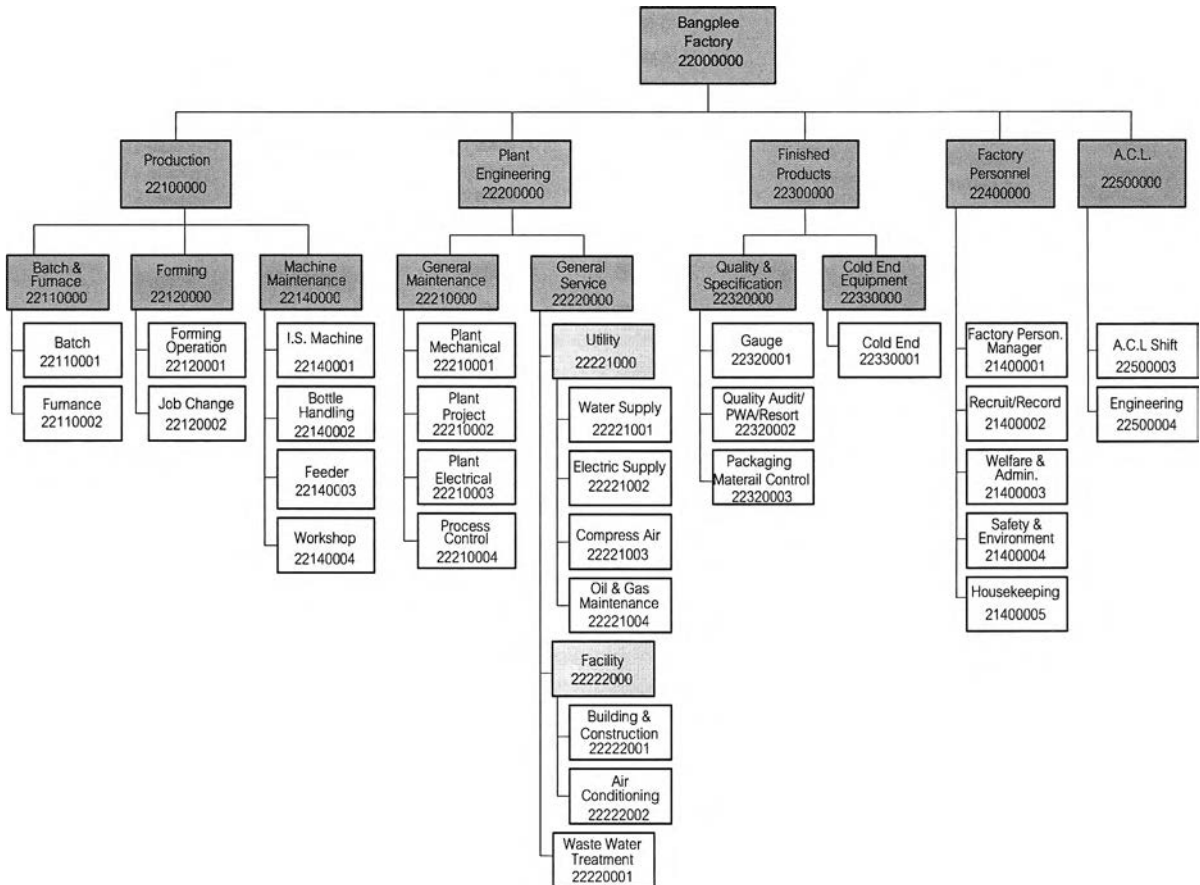 Bangplee
Factory
22000000
Production
22100000
Plant
Engineering
22200000
Finished
Products
22300000
Factory
Personnel
22400000
A.C.L.
22500000
Batch &
Furnace
22110000
Forming
22120000
Machine
Maintenance
22140000
General
Maintenance
22210000
General
Service
22220000
Quality &
Specification
22320000
Cold End
Equipment
22330000
Batch
22110001
Furnance
22110002
Forming
Operation
22120001
Job Change
22120002
I.S. Machine
22140001
Bottle
Handling
22140002
Feeder
22140003
Workshop
22140004
Plant
Mechanical
22210001
Plant
Project
22210002
Plant
Electrical
22210003
Process
Control
22210004
Utility
22221000
Water Supply
22221001
Electric Supply
22221002
Compress Air
22221003
Oil & Gas
Maintenance
22221004
Facility
22222000
Building &
Construction
22222001
Air
Conditioning
22222002
Waste Water
Treatment
22220001
Gauge
22320001
Quality Audit/
PWA/Resort
22320002
Packaging
Materail Control
22320003
Cold End
22330001
Factory Person.
Manager
21400001
Recruit/Record
21400002
Welfare &
Admin.
21400003
Safety &
Environment
21400004
Housekeeping
21400005
A.C.L Shift
22500003
Engineering
22500004